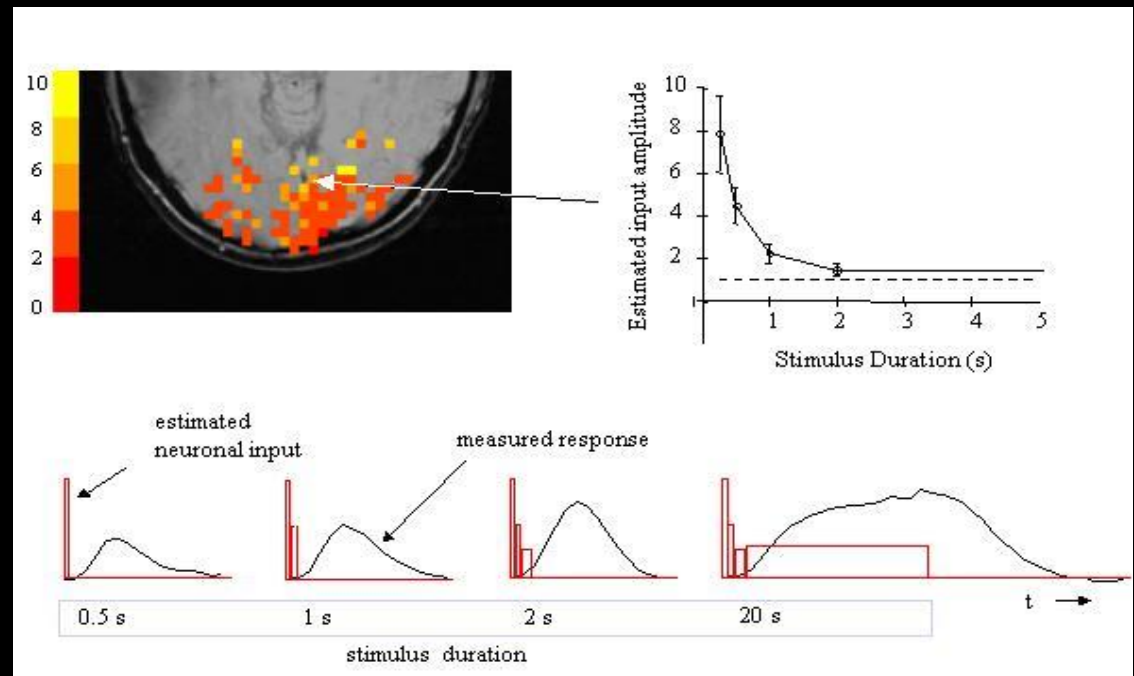 10
8
6
4
2
0
Estimated input amplitude
10
8
6
4
2
1 2 3 4 5
Stimulus Duration (s)
estimated
neuronal input
measured response
t
0.5 s 1 s 2 s 20 s
stimulus duration